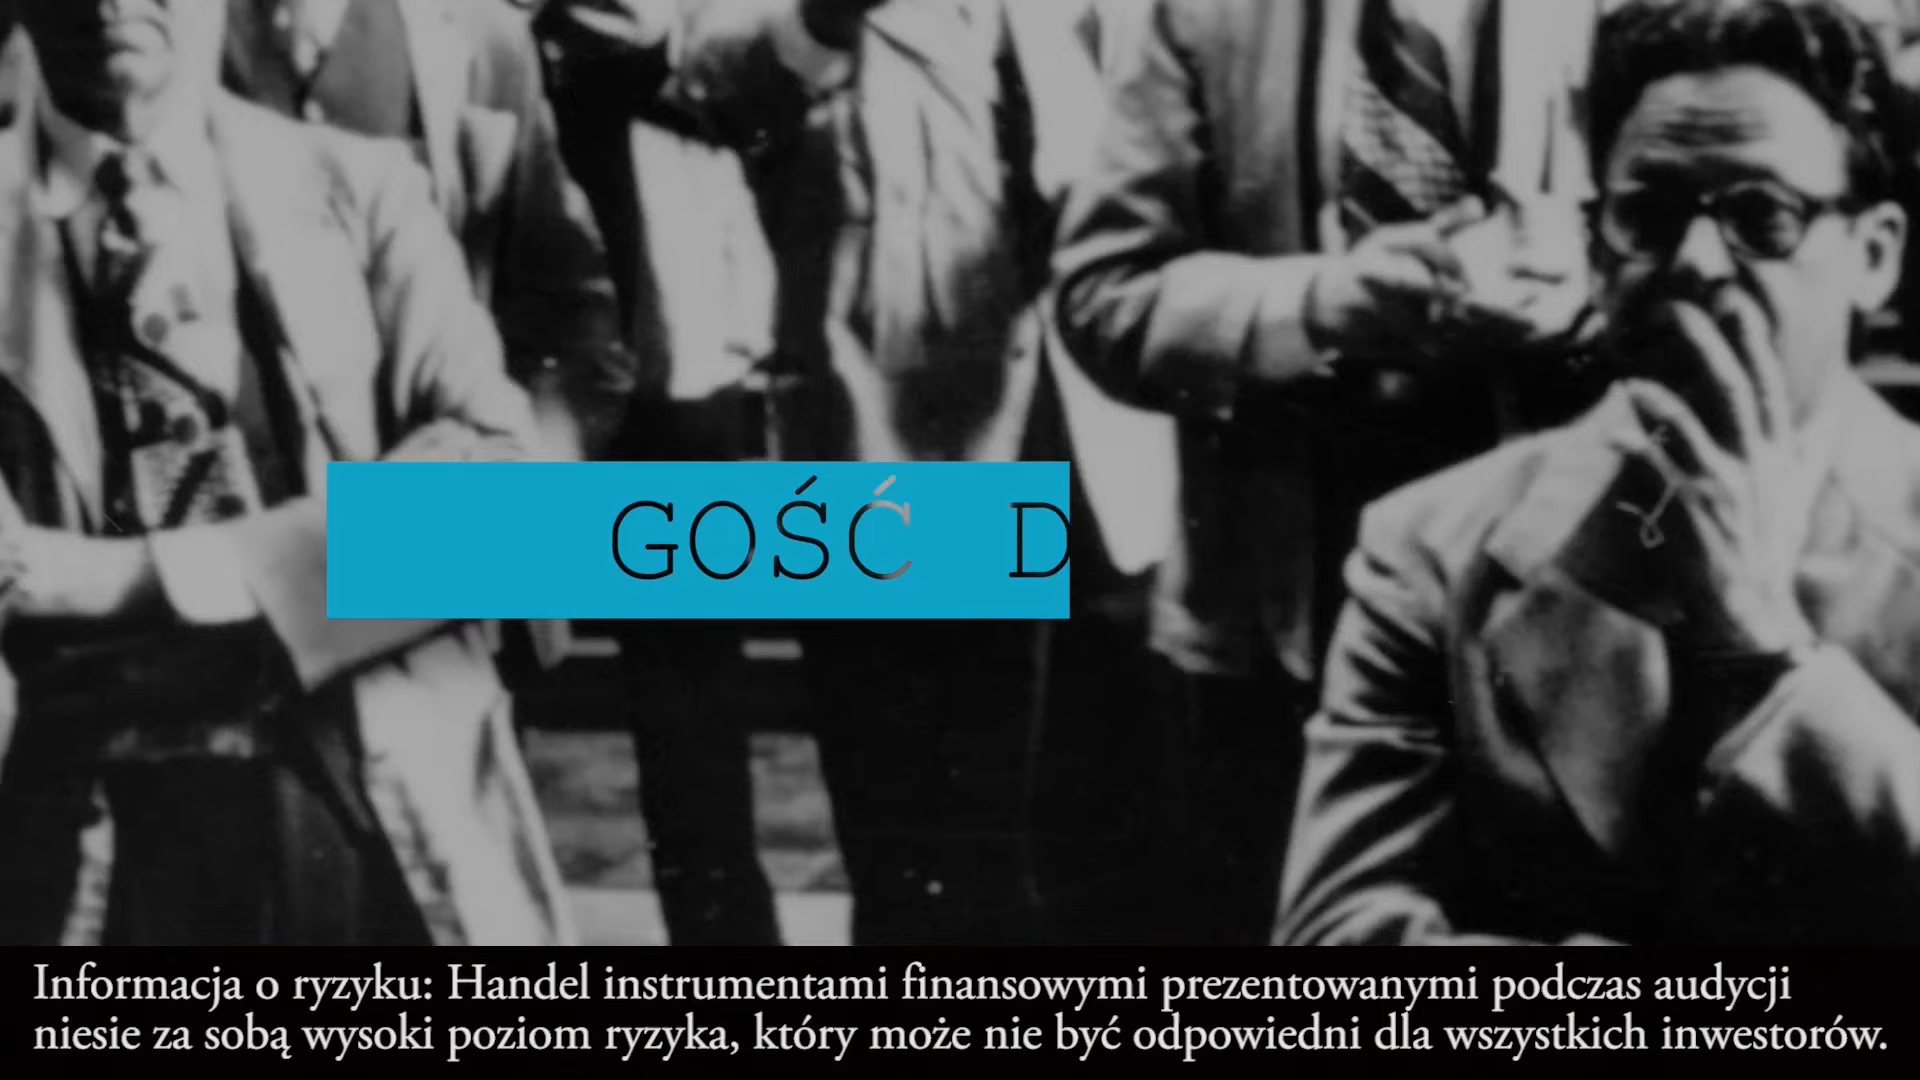 GOŚĆ D
Informacja o ryzyku: Handel instrumentami finansowymi prezentowanymi podczas audycji
niesie za sobą wysoki poziom ryzyka, który może nie być odpowiedni dla wszystkich inwestorów.